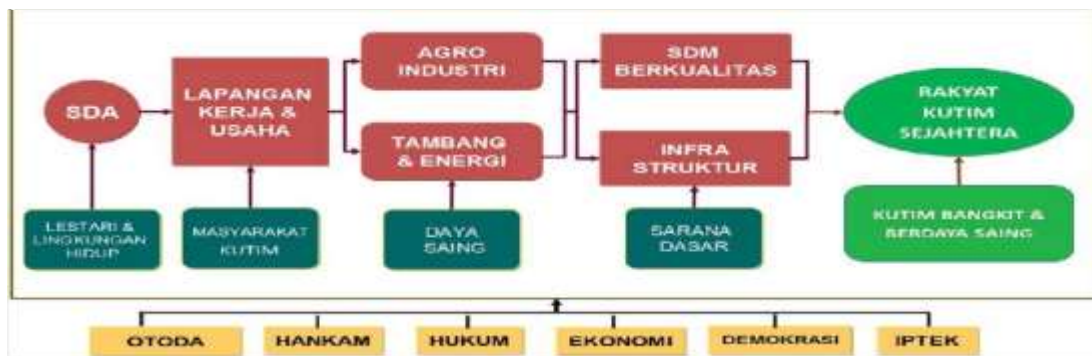 SDA
LAPANGAN
KERJA &
USAHA
AGRO
INDUSTRI
TAMBANG
& ENERGI
SDM
BERKUALITAS
INFRA
STRUKTUR
RAKYAT
KUTIM
SEJAHTERA
LESTARI &
LINGKUNGAN
HIDUP
MASYARAKAT
KUTIM
DAYA
SAING
SARANA
DASAR
KUTIM BANGKIT &
BERDAYA SAING
OTODA
HANKAM
HUKUM
EKONOMI
DEMOKRASI
IPTEK